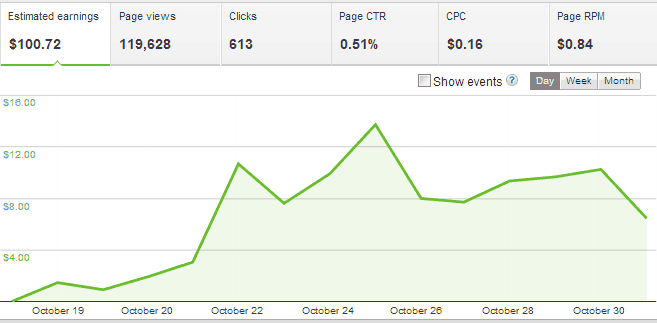 Estimated earnings Page views Clicks Page CTR CPC Page RPM
$100.72 119,628 613 0.51% $0.16 $0.84
Show events ? Day Week Month
$16.00
$12.00
$8.00
$4.00
October 19 October 20 October 22 October 24 October 26 October 28 October 30